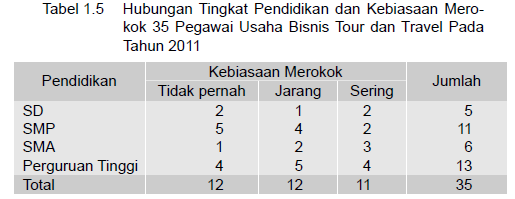 Tabel 1.5 Hubungan Tingkat Pendidikan dan Kebiasaan Mero-
kok 35 Pegawai Usaha Bisnis Tour dan Travel Pada
Tahun 2011
Pendidikan Kebiasaan Merokok Jumlah
Tidak pernah Jarang Sering
SD 2 1 2 5
SMP 5 4 2 11
SMA 1 2 3 6
Perguruan Tinggi 4 5 4 13
Total 12 12 11 35